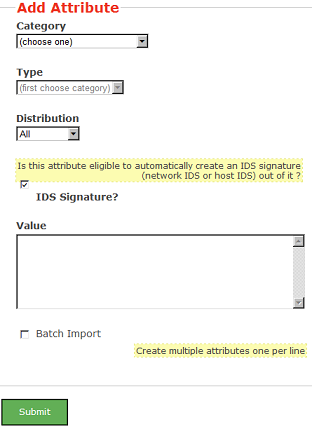 Add Attribute
Category
(choose one)
Type
(first choose category)
Distribution
All
Is this attribute eligible to automatically create an IDS signature
(network IDS or host IDS) out of it ?
IDS Signature?
Value
Batch Import
Create multiple attributes one per line
Submit